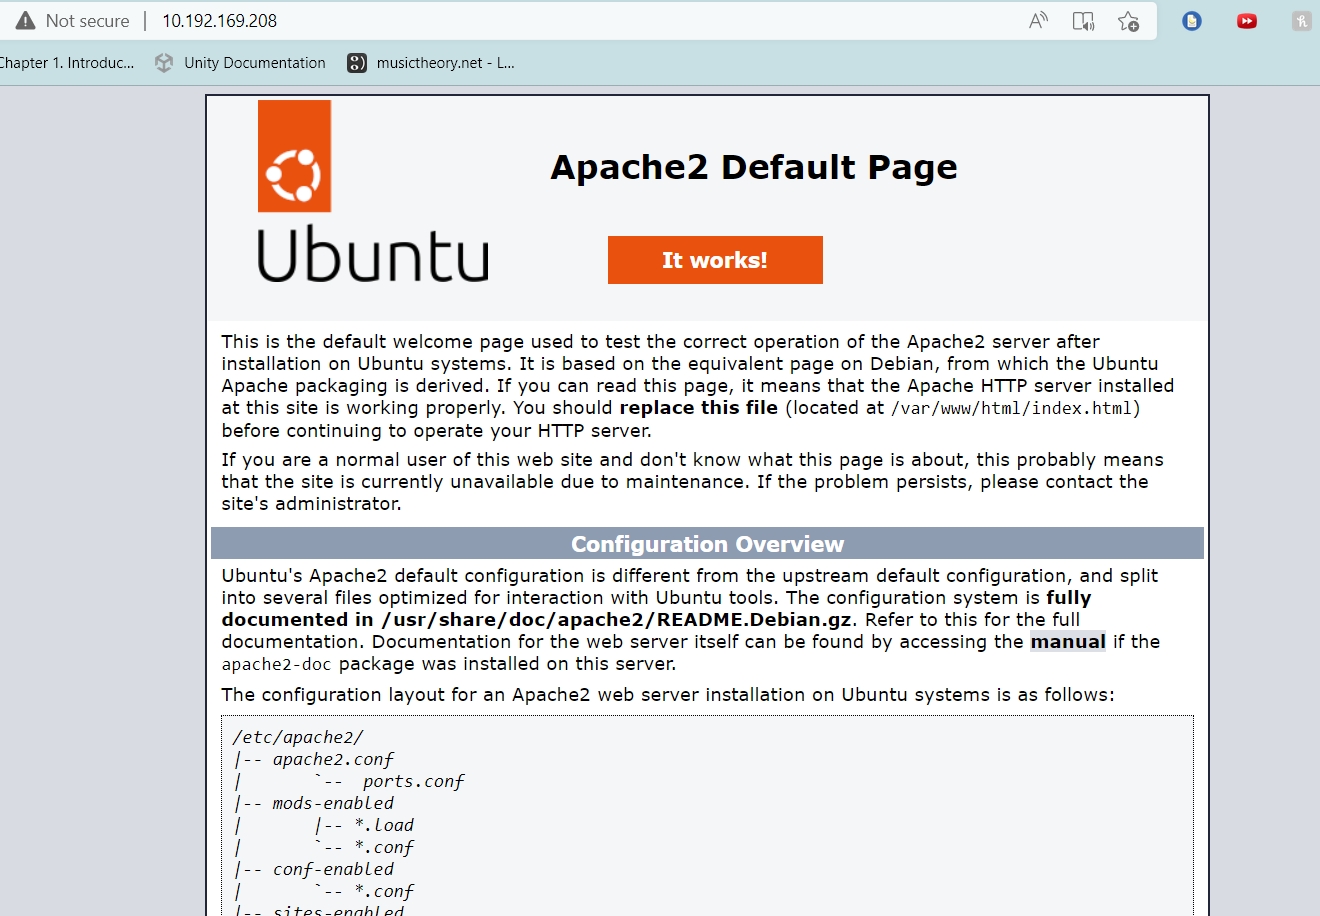 Not secure | 10.192.169.208
Chapter 1. Introduc... Unity Documentation musictheory.net - L...
Apache2 Default Page
Ubuntu
It works!
This is the default welcome page used to test the correct operation of the Apache2 server after
installation on Ubuntu systems. It is based on the equivalent page on Debian, from which the Ubuntu
Apache packaging is derived. If you can read this page, it means that the Apache HTTP server installed
at this site is working properly. You should replace this file (located at /var/www/html/index.html)
before continuing to operate your HTTP server.
If you are a normal user of this web site and don't know what this page is about, this probably means
that the site is currently unavailable due to maintenance. If the problem persists, please contact the
site's administrator.
Configuration Overview
Ubuntu's Apache2 default configuration is different from the upstream default configuration, and split
into several files optimized for interaction with Ubuntu tools. The configuration system is fully
documented in /usr/share/doc/apache2/README.Debian.gz. Refer to this for the full
documentation. Documentation for the web server itself can be found by accessing the manual if the
apache2-doc package was installed on this server.
The configuration layout for an Apache2 web server installation on Ubuntu systems is as follows:
/etc/apache2/
|-- apache2.conf
|       `--  ports.conf
|-- mods-enabled
|       |-- *.load
|       `-- *.conf
|-- conf-enabled
|       `-- *.conf
|-- sites-enabled